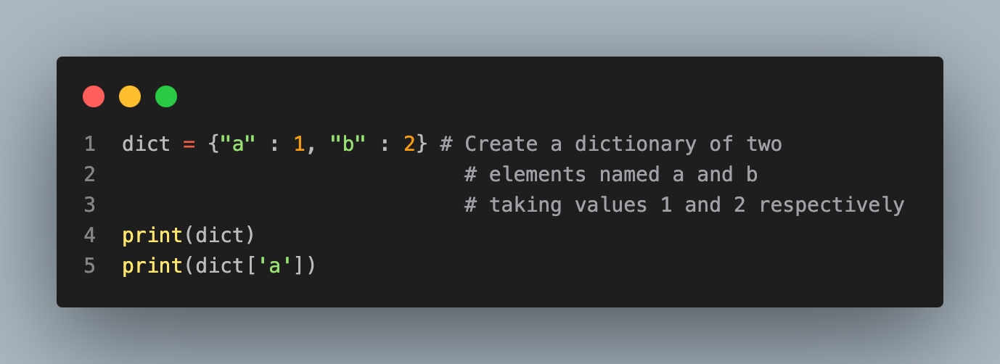 1 dict = {"a" : 1, "b" : 2} # Create a dictionary of two
2                             # elements named a and b
3                             # taking values 1 and 2 respectively
4 print(dict)
5 print(dict['a'])